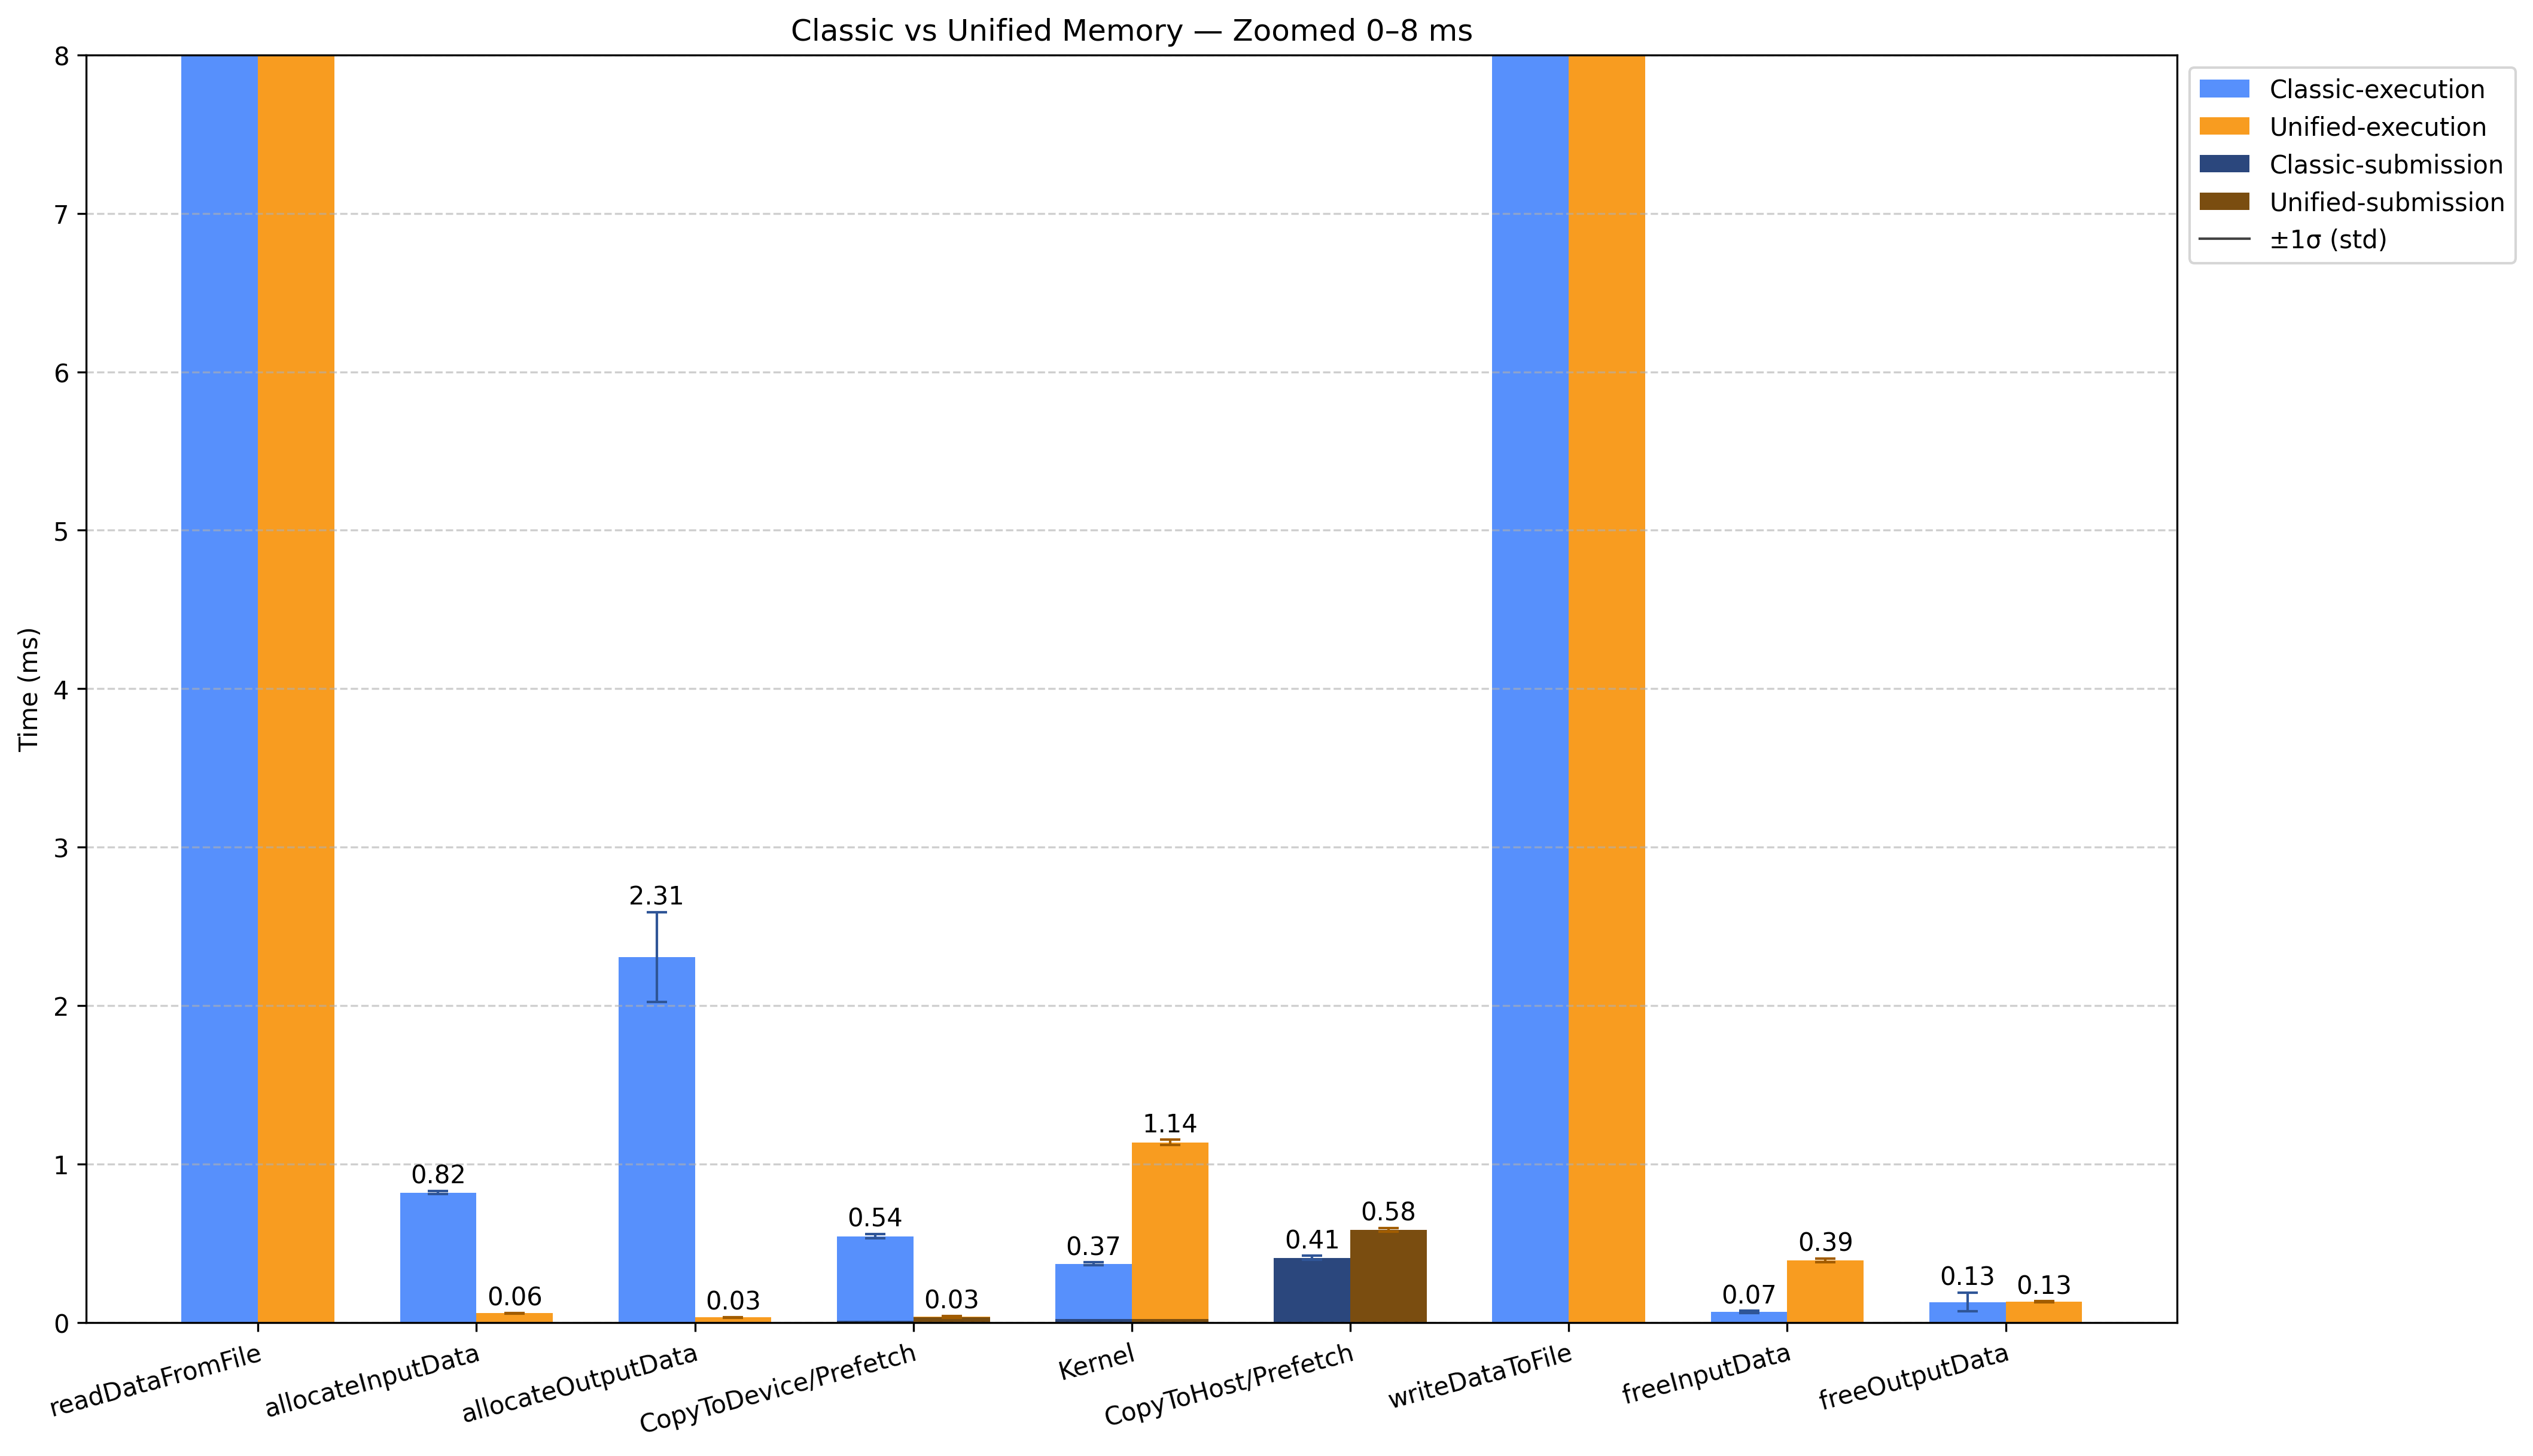 Classic vs Unified Memory — Zoomed 0–8 ms
Time (ms)
8
7
6
5
4
3
2
1
0
0.82
0.06
2.31
0.03
0.54
0.03
0.37
1.14
0.41
0.58
0.07
0.39
0.13
0.13
readDataFromFile
allocateInputData
allocateOutputData
CopyToDevice/Prefetch
Kernel
CopyToHost/Prefetch
writeDataToFile
freeInputData
freeOutputData
Classic-execution
Unified-execution
Classic-submission
Unified-submission
±1σ (std)